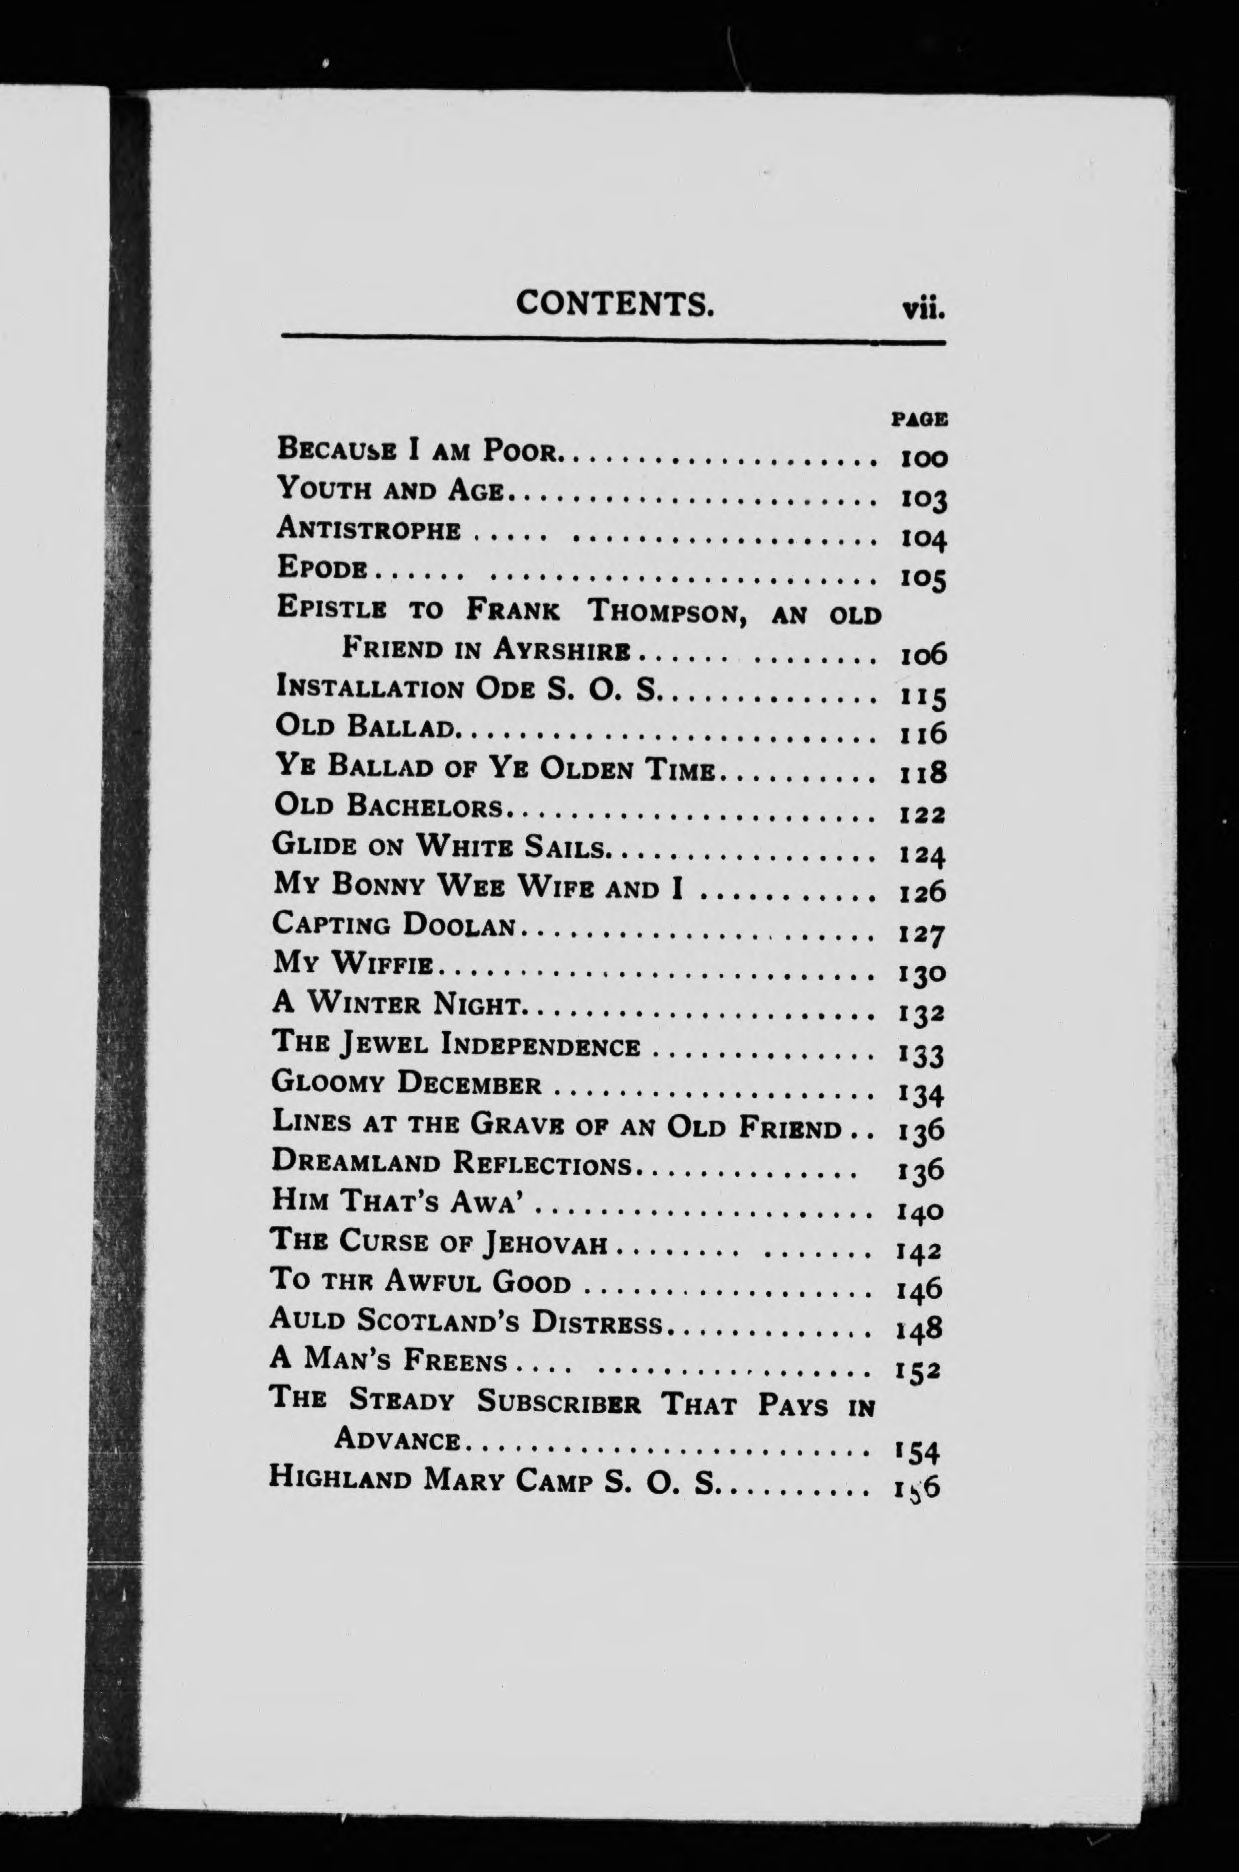 CONTENTS. vii.
PAGE
BECAUSE I AM POOR..................... 100
YOUTH AND AGE....................... 103
ANTISTROPHE ..... ................... 104
EPODE...... ........................ 105
EPISTLE TO FRANK THOMPSON, AN OLD
FRIEND IN AYRSHIRE...... ........ 106
INSTALLATION ODE S. O. S.............. 115
OLD BALLAD.......................... 116
YE BALLAD OF YE OLDEN TIME.......... 118
OLD BACHELORS....................... 122
GLIDE ON WHITE SAILS................. 124
MY BONNY WEE WIFE AND I ........... 126
CAPTING DOOLAN...................... 127
MY WIFFIE........................... 130
A WINTER NIGHT...................... 132
THE JEWEL INDEPENDENCE .............. 133
GLOOMY DECEMBER .................... 134
LINES AT THE GRAVE OF AN OLD FRIEND .. 136
DREAMLAND REFLECTIONS.............. 136
HIM THAT'S AWA' ..................... 140
THE CURSE OF JEHOVAH ........ ....... 142
TO THR AWFUL GOOD .................. 146
AULD SCOTLAND'S DISTRESS............. 148
A MAN'S FREENS.... ................. 152
THE STEADY SUBSCRIBER THAT PAYS IN
ADVANCE......................... 154
HIGHLAND MARY CAMP S. O. S.......... 156